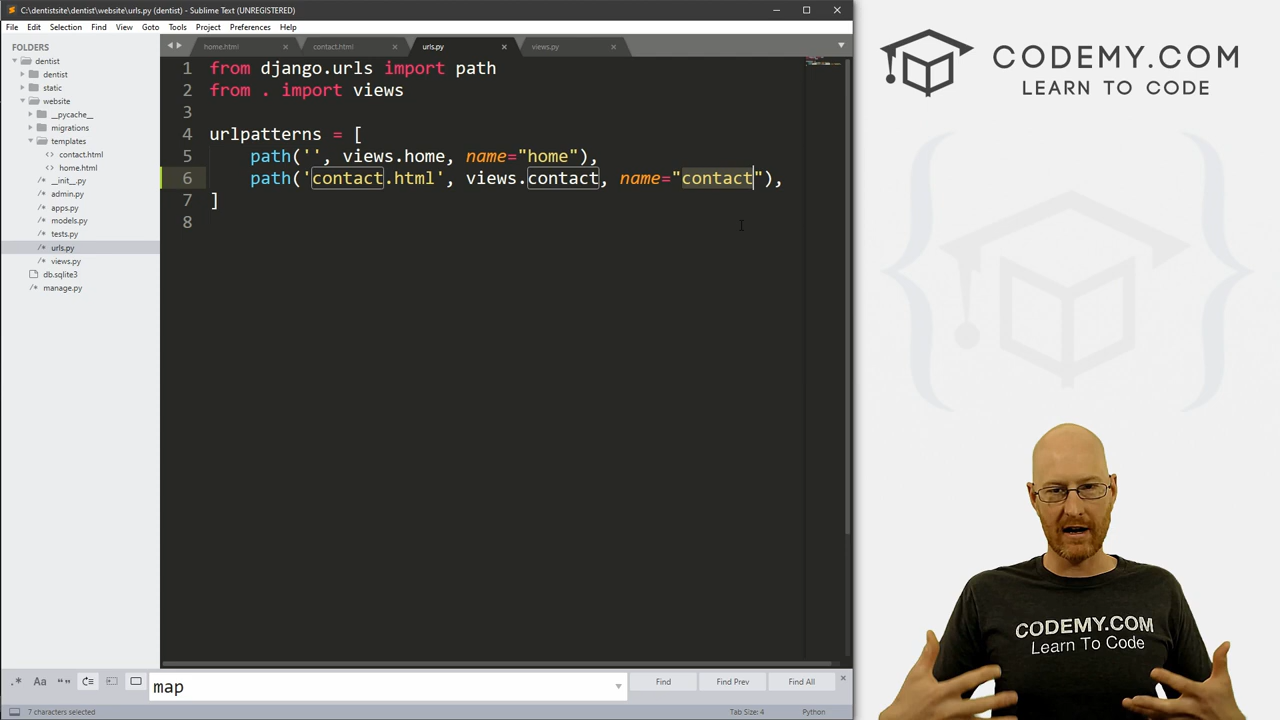 C:\dentistsite\dentist\website\urls.py (dentist) - Sublime Text (UNREGISTERED)
File Edit Selection Find View Goto Tools Project Preferences Help
FOLDERS
dentist
dentist
static
website
__pycache__
migrations
templates
contact.html
home.html
__init__.py
admin.py
apps.py
models.py
tests.py
urls.py
views.py
db.sqlite3
manage.py
home.html contact.html urls.py views.py
1 from django.urls import path
2 from . import views
3
4 urlpatterns = [
5 path('', views.home, name="home"),
6 path('contact.html', views.contact, name="contact"),
7 ]
8
.* Aa “” map Find Find Prev Find All
7 characters selected Tab Size: 4 Python
CODEMY.COM
LEARN TO CODE
CODEMY.COM
Learn To Code